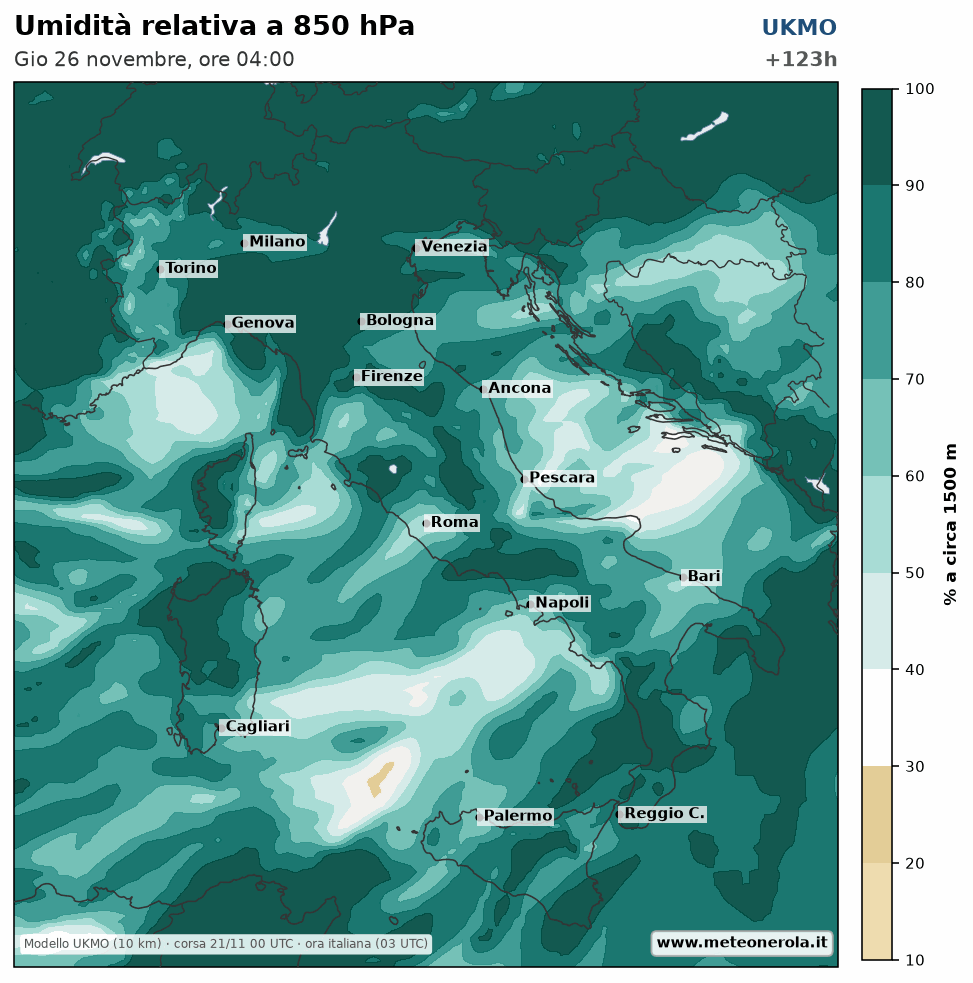 Umidità relativa a 850 hPa
UKMO
Gio 26 novembre, ore 04:00
+123h
100
90
80
70
60
50
40
30
20
10
% a circa 1500 m
Milano
Venezia
Torino
Genova
Bologna
Firenze
Ancona
Pescara
Roma
Bari
Napoli
Cagliari
Palermo
Reggio C.
Modello UKMO (10 km) · corsa 21/11 00 UTC · ora italiana (03 UTC)
www.meteonerola.it